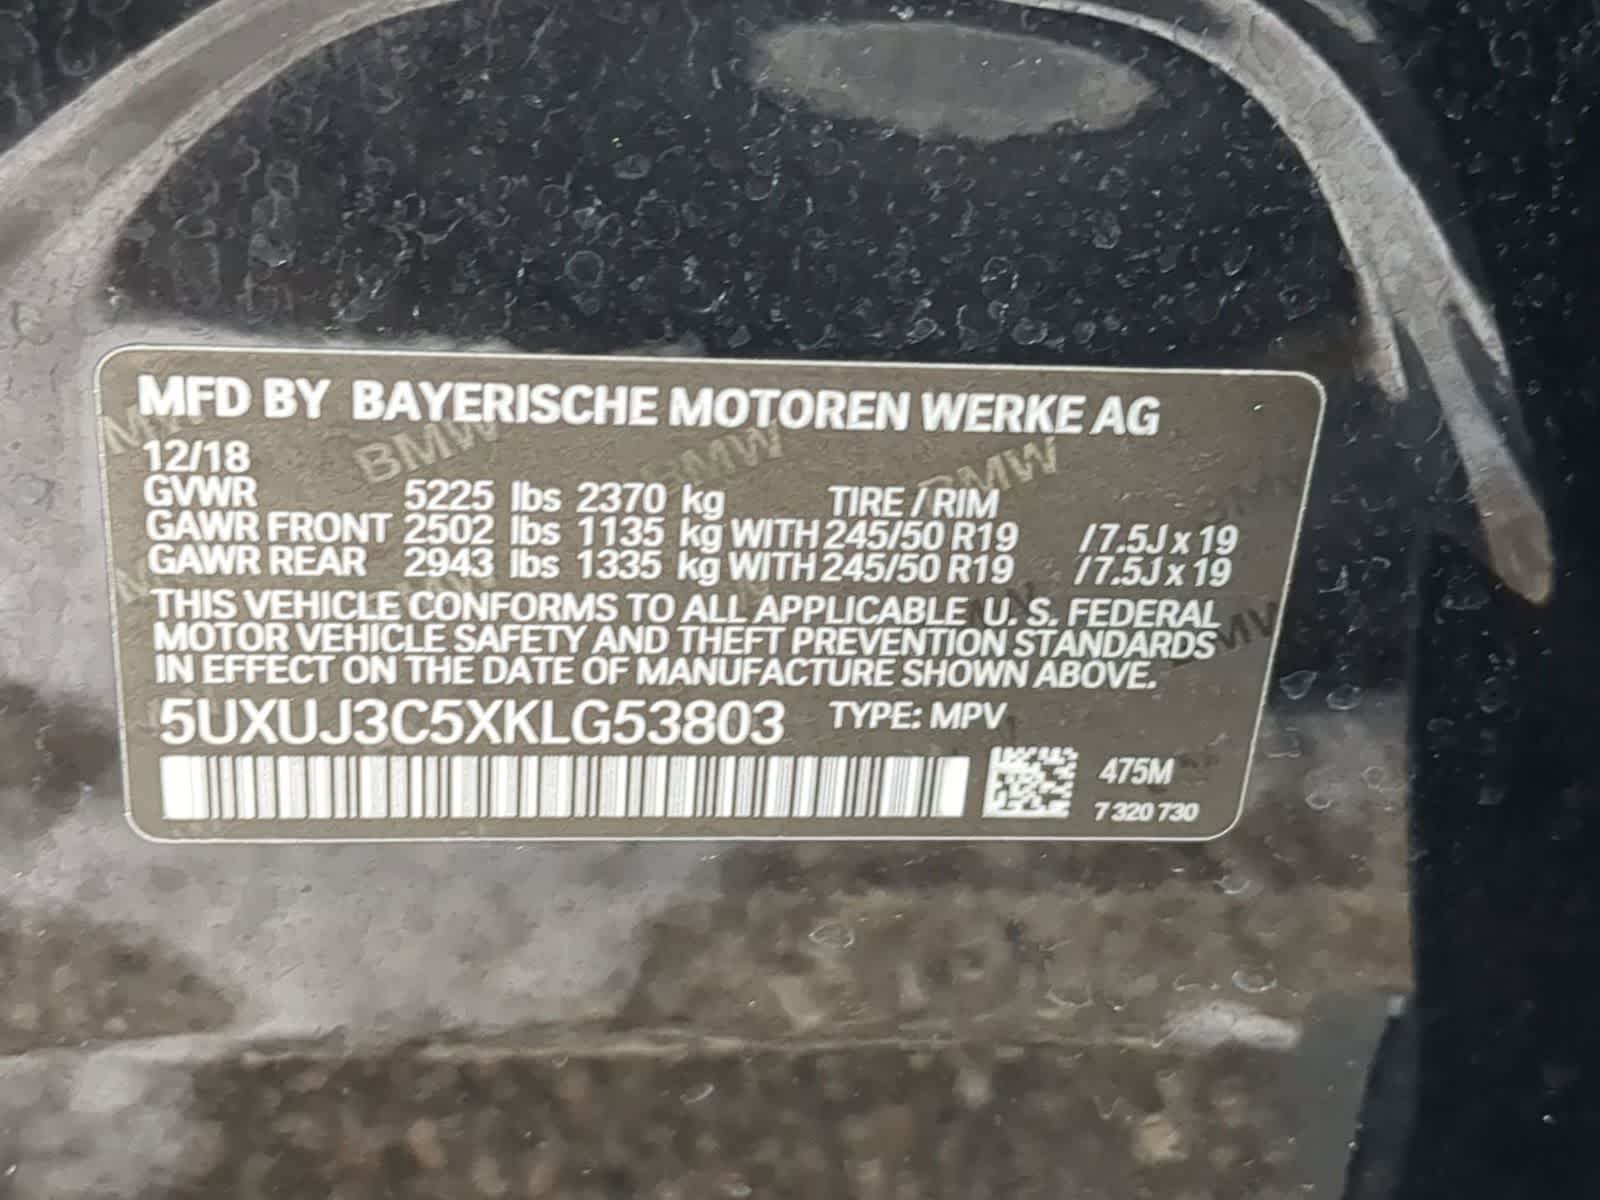 MFD BY BAYERISCHE MOTOREN WERKE AG
12/18
GVWR 5225 lbs 2370 kg TIRE / RIM
GAWR FRONT 2502 lbs 1135 kg WITH 245/50 R19 /7.5J x 19
GAWR REAR 2943 lbs 1335 kg WITH 245/50 R19 /7.5J x 19
THIS VEHICLE CONFORMS TO ALL APPLICABLE U. S. FEDERAL
MOTOR VEHICLE SAFETY AND THEFT PREVENTION STANDARDS
IN EFFECT ON THE DATE OF MANUFACTURE SHOWN ABOVE.
5UXUJ3C5XKLG53803 TYPE: MPV
475M
7 320 730